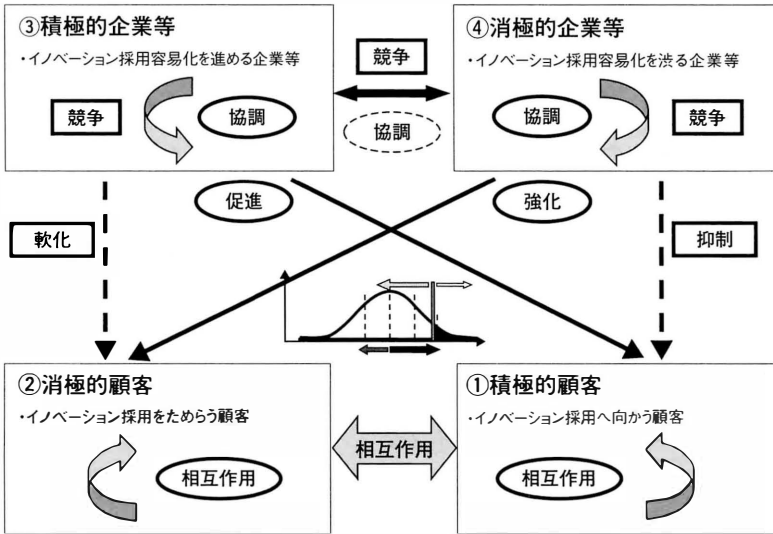 ③積極的企業等
・イノベーション採用容易化を進める企業等
競争
協調
競争
協調
④消極的企業等
・イノベーション採用容易化を渋る企業等
協調
競争
促進
強化
軟化
抑制
②消極的顧客
・イノベーション採用をためらう顧客
相互作用
相互作用
①積極的顧客
・イノベーション採用へ向かう顧客
相互作用